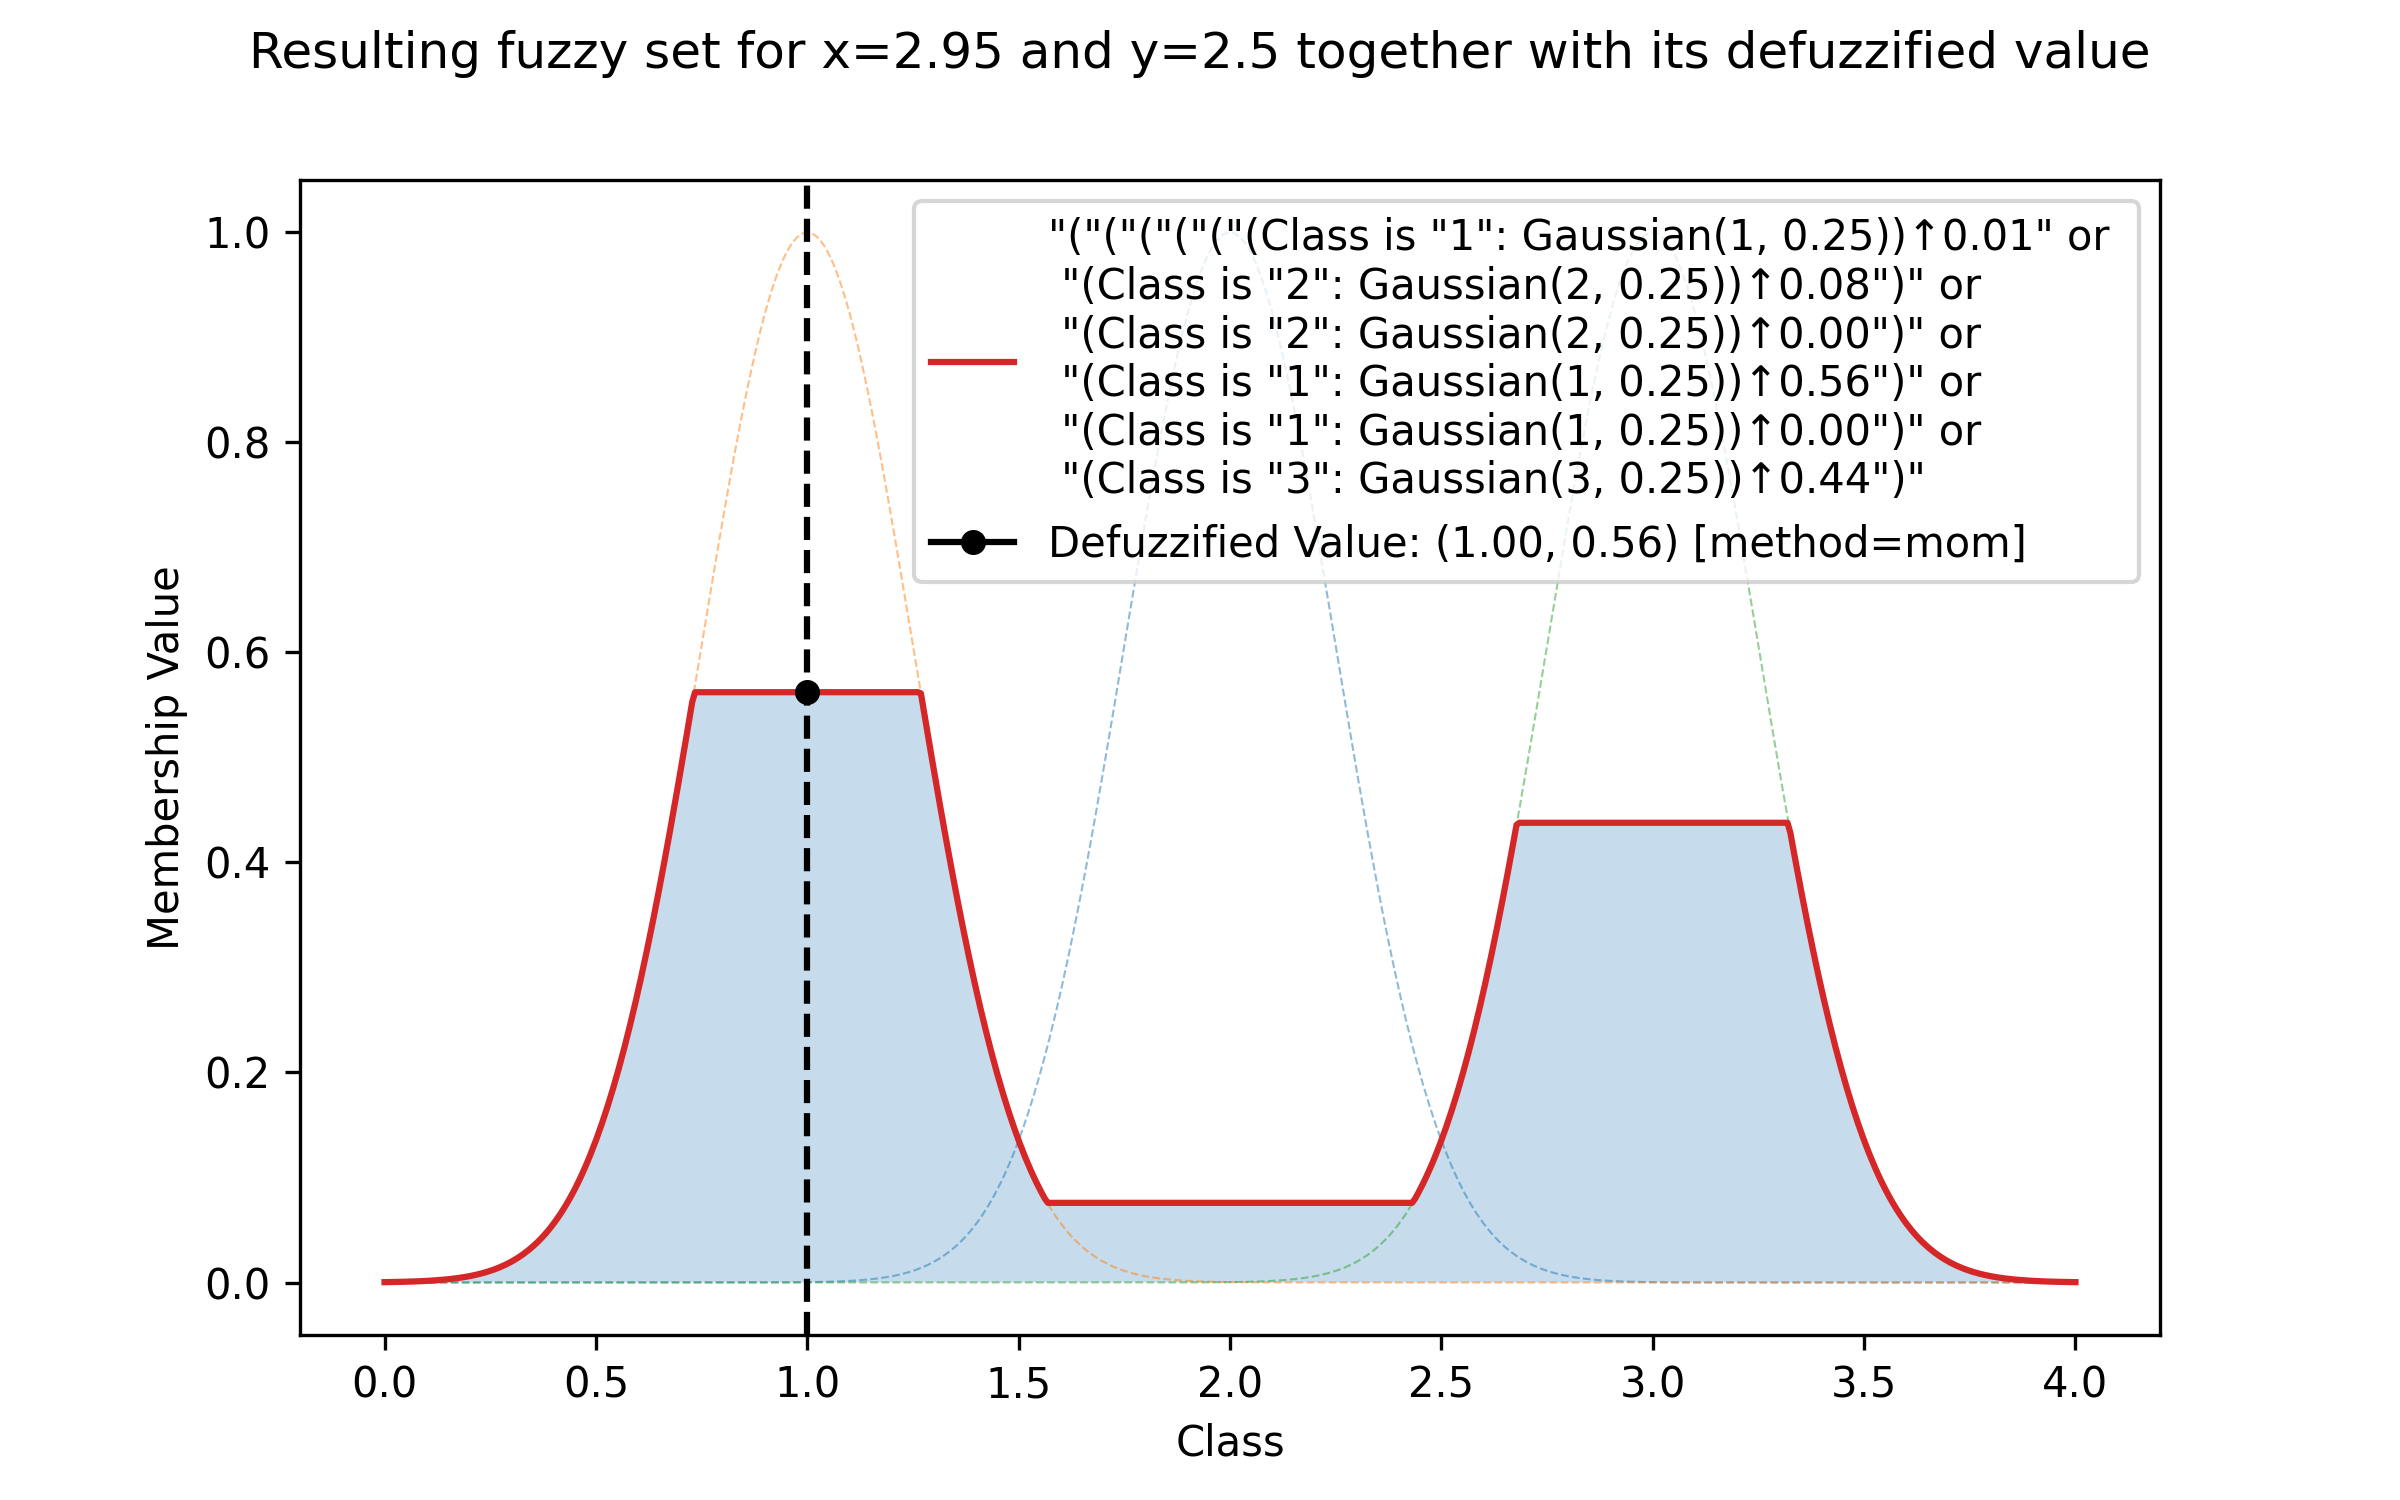 Resulting fuzzy set for x=2.95 and y=2.5 together with its defuzzified value
"("("("("("(Class is "1": Gaussian(1, 0.25))↑0.01" or
"(Class is "2": Gaussian(2, 0.25))↑0.08")" or
"(Class is "2": Gaussian(2, 0.25))↑0.00")" or
"(Class is "1": Gaussian(1, 0.25))↑0.56")" or
"(Class is "1": Gaussian(1, 0.25))↑0.00")" or
"(Class is "3": Gaussian(3, 0.25))↑0.44")"
Defuzzified Value: (1.00, 0.56) [method=mom]
Membership Value
1.0
0.8
0.6
0.4
0.2
0.0
0.0 0.5 1.0 1.5 2.0 2.5 3.0 3.5 4.0
Class